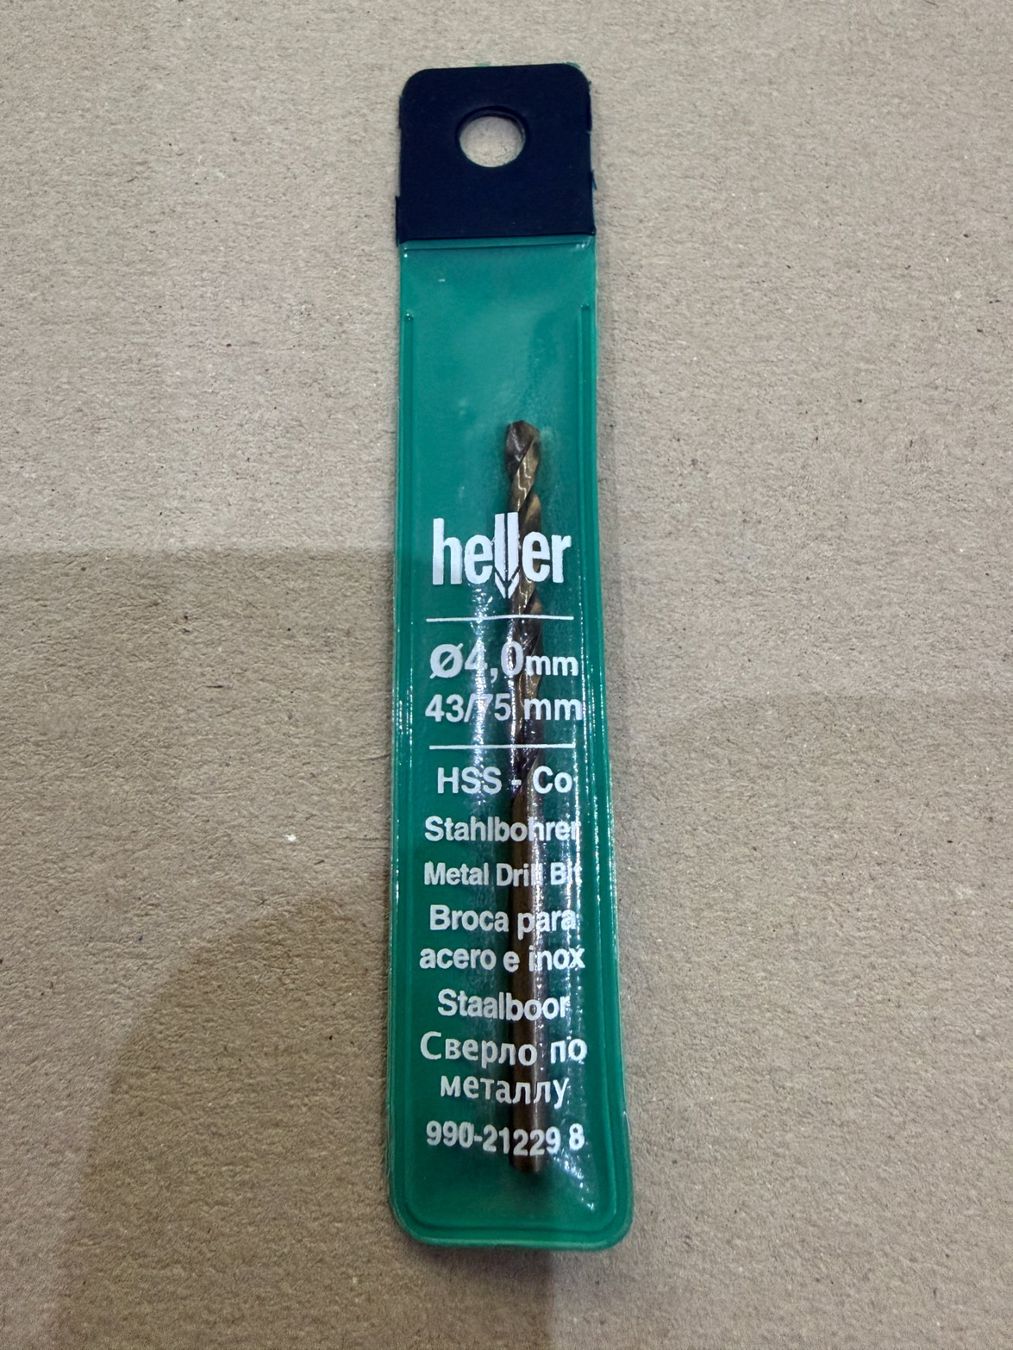 heller
Ø4,0mm
43/75 mm
HSS - Co
Stahlbohrer
Metal Drill Bit
Broca para
acero e inox
Staalboor
Сверло по
металлу
990-21229 8